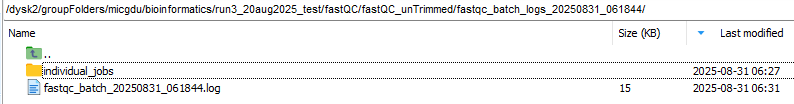 /dysk2/groupFolders/micgdu/bioinformatics/run3_20aug2025_test/fastQC/fastQC_unTrimmed/fastqc_batch_logs_20250831_061844/
Name Size (KB) Last modified
..
individual_jobs 2025-08-31 06:27
fastqc_batch_20250831_061844.log 15 2025-08-31 06:31